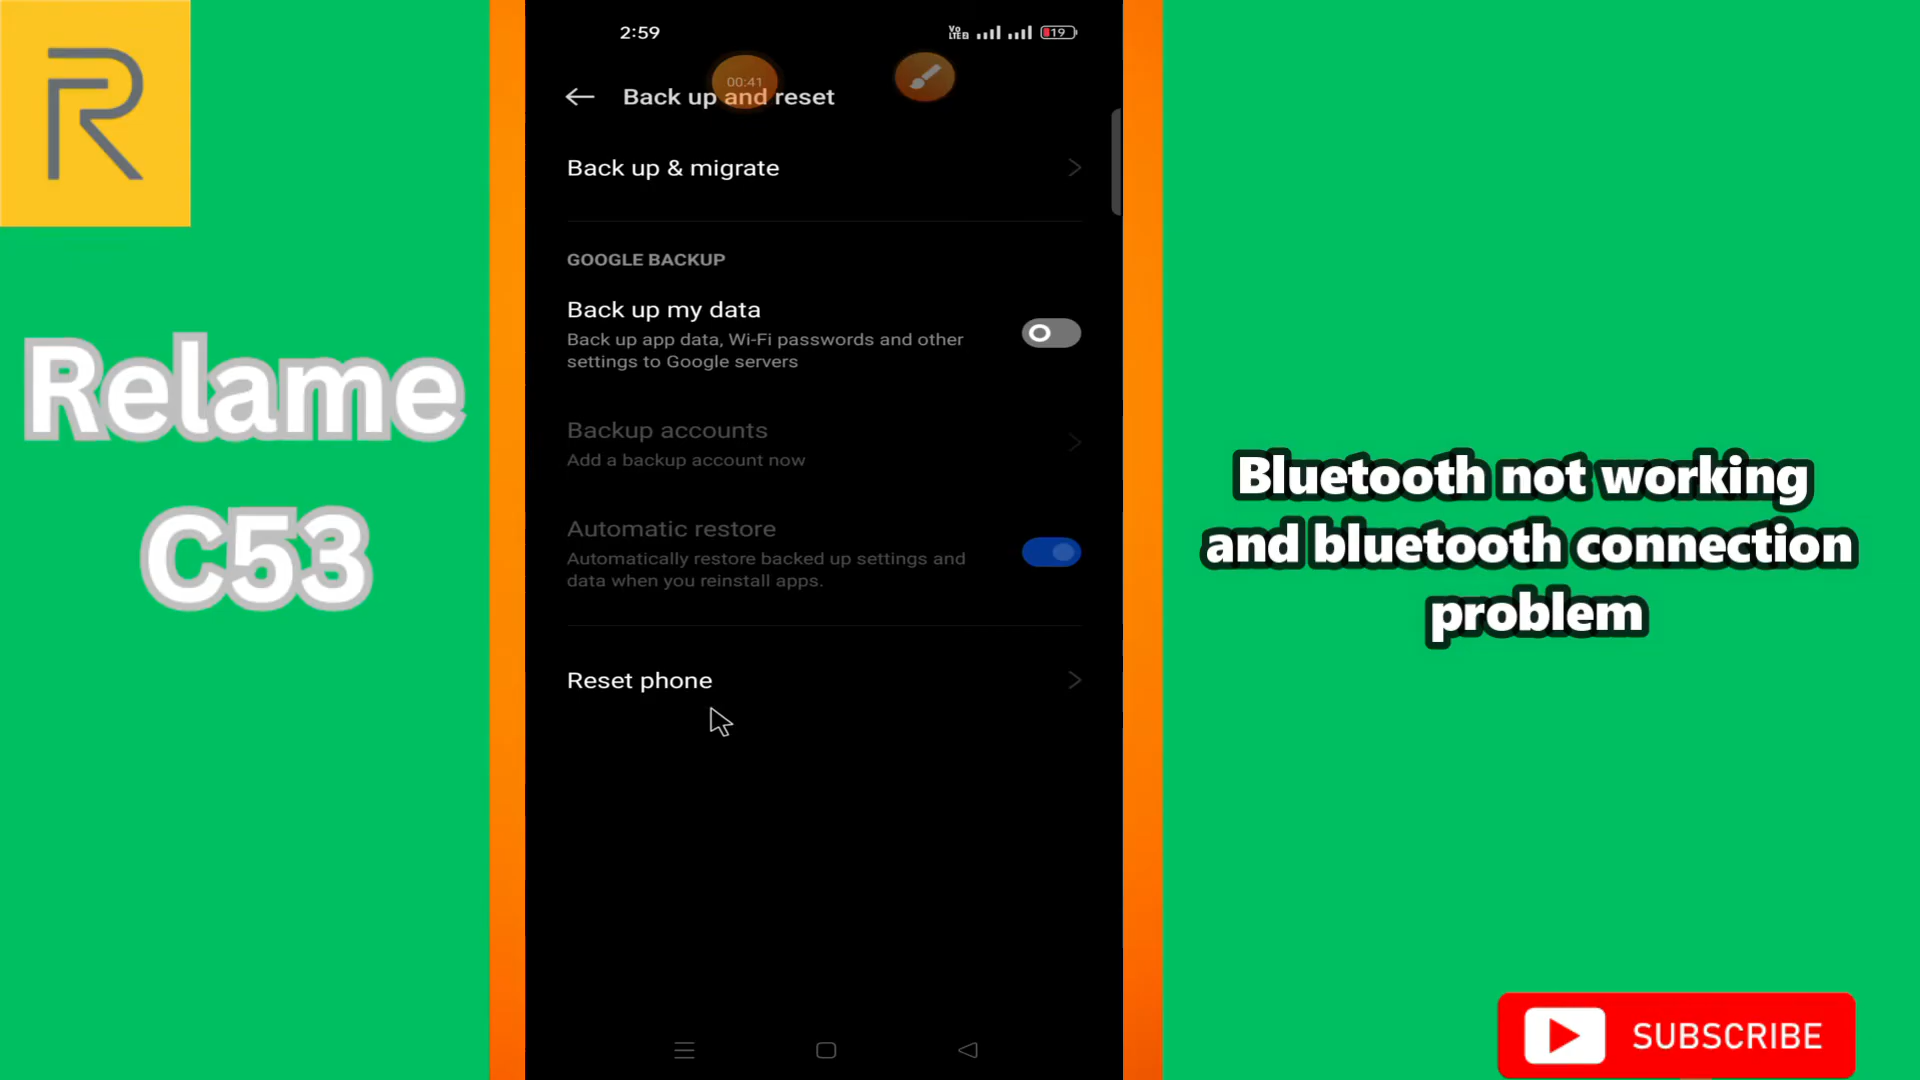 Relame
C53
2:59
Vo
LTE
19
00:41
Back up and reset
Back up & migrate
GOOGLE BACKUP
Back up my data
Back up app data, Wi-Fi passwords and other
settings to Google servers
Backup accounts
Add a backup account now
Automatic restore
Automatically restore backed up settings and
data when you reinstall apps.
Reset phone
Bluetooth not working
and bluetooth connection
problem
SUBSCRIBE